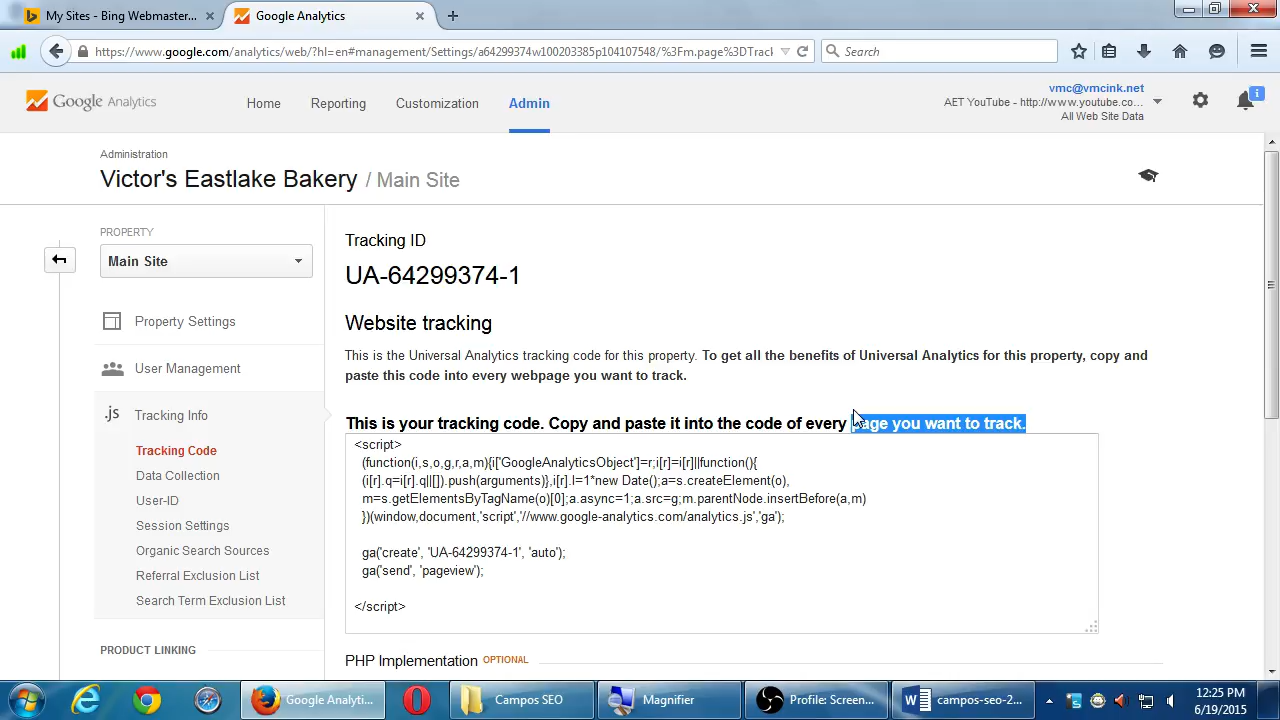 My Sites - Bing Webmaster...
Google Analytics
https://www.google.com/analytics/web/?hl=en#management/Settings/a64299374w100203385p104107548/%3Fm.page%3DTrack
Search
Google Analytics
Home
Reporting
Customization
Admin
vmc@vmcink.net
AET YouTube - http://www.youtube.co...
All Web Site Data
Administration
Victor's Eastlake Bakery / Main Site
PROPERTY
Main Site
Property Settings
User Management
.js Tracking Info
Tracking Code
Data Collection
User-ID
Session Settings
Organic Search Sources
Referral Exclusion List
Search Term Exclusion List
PRODUCT LINKING
Tracking ID
UA-64299374-1
Website tracking
This is the Universal Analytics tracking code for this property. To get all the benefits of Universal Analytics for this property, copy and
paste this code into every webpage you want to track.
This is your tracking code. Copy and paste it into the code of every page you want to track.
<script>
(function(i,s,o,g,r,a,m){i['GoogleAnalyticsObject']=r;i[r]=i[r]||function(){
(i[r].q=i[r].q||[]).push(arguments)},i[r].l=1*new Date();a=s.createElement(o),
m=s.getElementsByTagName(o)[0];a.async=1;a.src=g;m.parentNode.insertBefore(a,m)
})(window,document,'script','//www.google-analytics.com/analytics.js','ga');
ga('create', 'UA-64299374-1', 'auto');
ga('send', 'pageview');
</script>
PHP Implementation OPTIONAL
Google Analyti...
Campos SEO
Magnifier
Profile: Screen...
campos-seo-2...
12:25 PM
6/19/2015